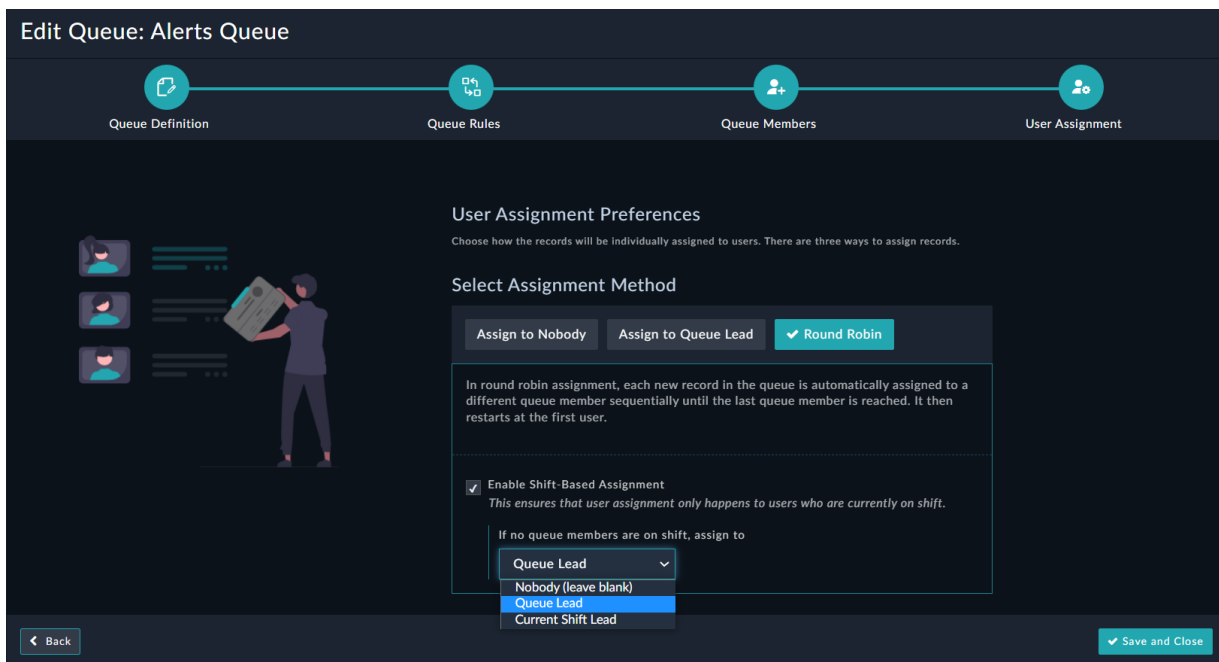 Edit Queue: Alerts Queue
Queue Definition
Queue Rules
Queue Members
User Assignment
User Assignment Preferences
Choose how the records will be individually assigned to users. There are three ways to assign records.
Select Assignment Method
Assign to Nobody
Assign to Queue Lead
Round Robin
In round robin assignment, each new record in the queue is automatically assigned to a
different queue member sequentially until the last queue member is reached. It then
restarts at the first user.
Enable Shift-Based Assignment
This ensures that user assignment only happens to users who are currently on shift.
If no queue members are on shift, assign to
Queue Lead
Nobody (leave blank)
Queue Lead
Current Shift Lead
Back
Save and Close